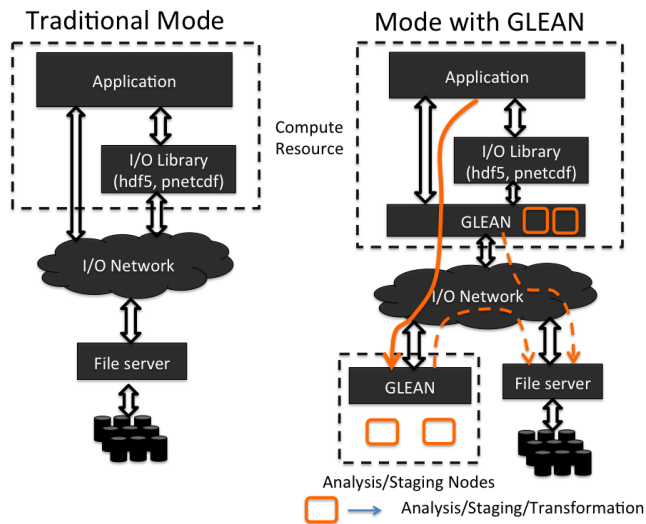 Traditional Mode
Mode with GLEAN
Application
I/O Library
(hdf5, pnetcdf)
I/O Network
File server
Compute
Resource
Application
I/O Library
(hdf5, pnetcdf)
GLEAN
I/O Network
GLEAN
File server
Analysis/Staging Nodes
Analysis/Staging/Transformation